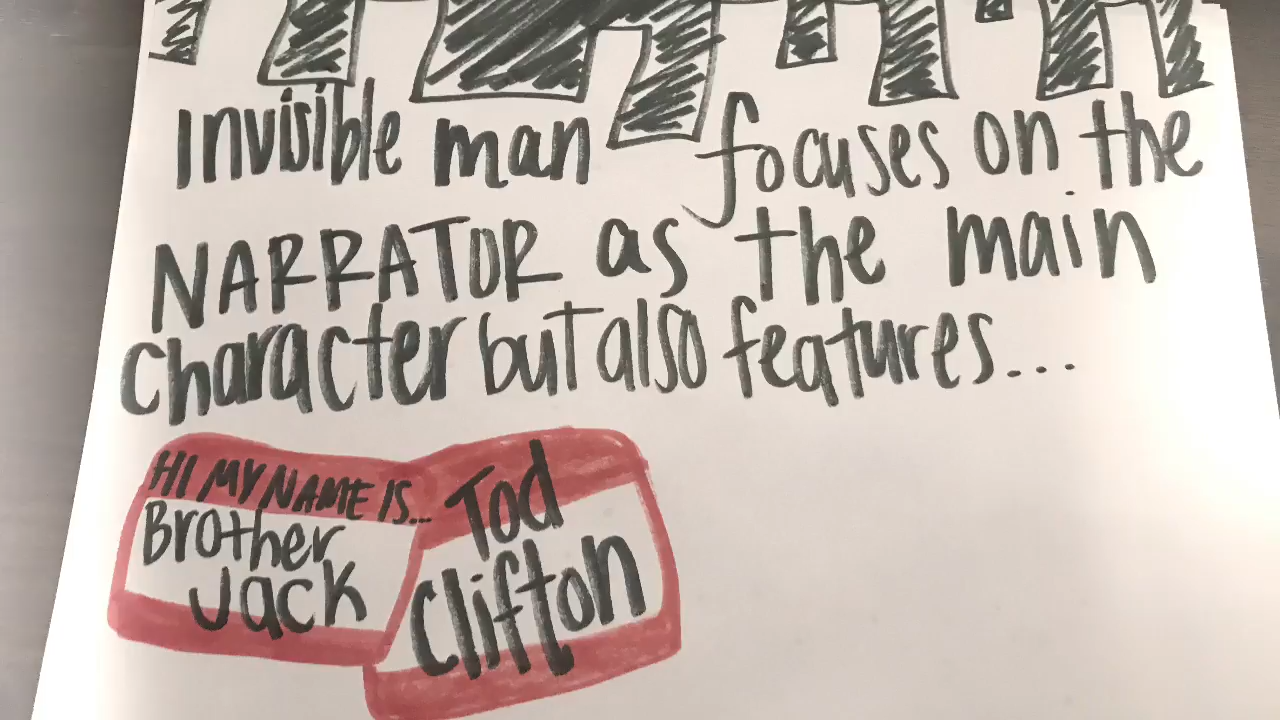 Invisible man focuses on the
NARRATOR as the main
character but also features...
HI MY NAME IS...
Brother
Jack
Tod
Clifton